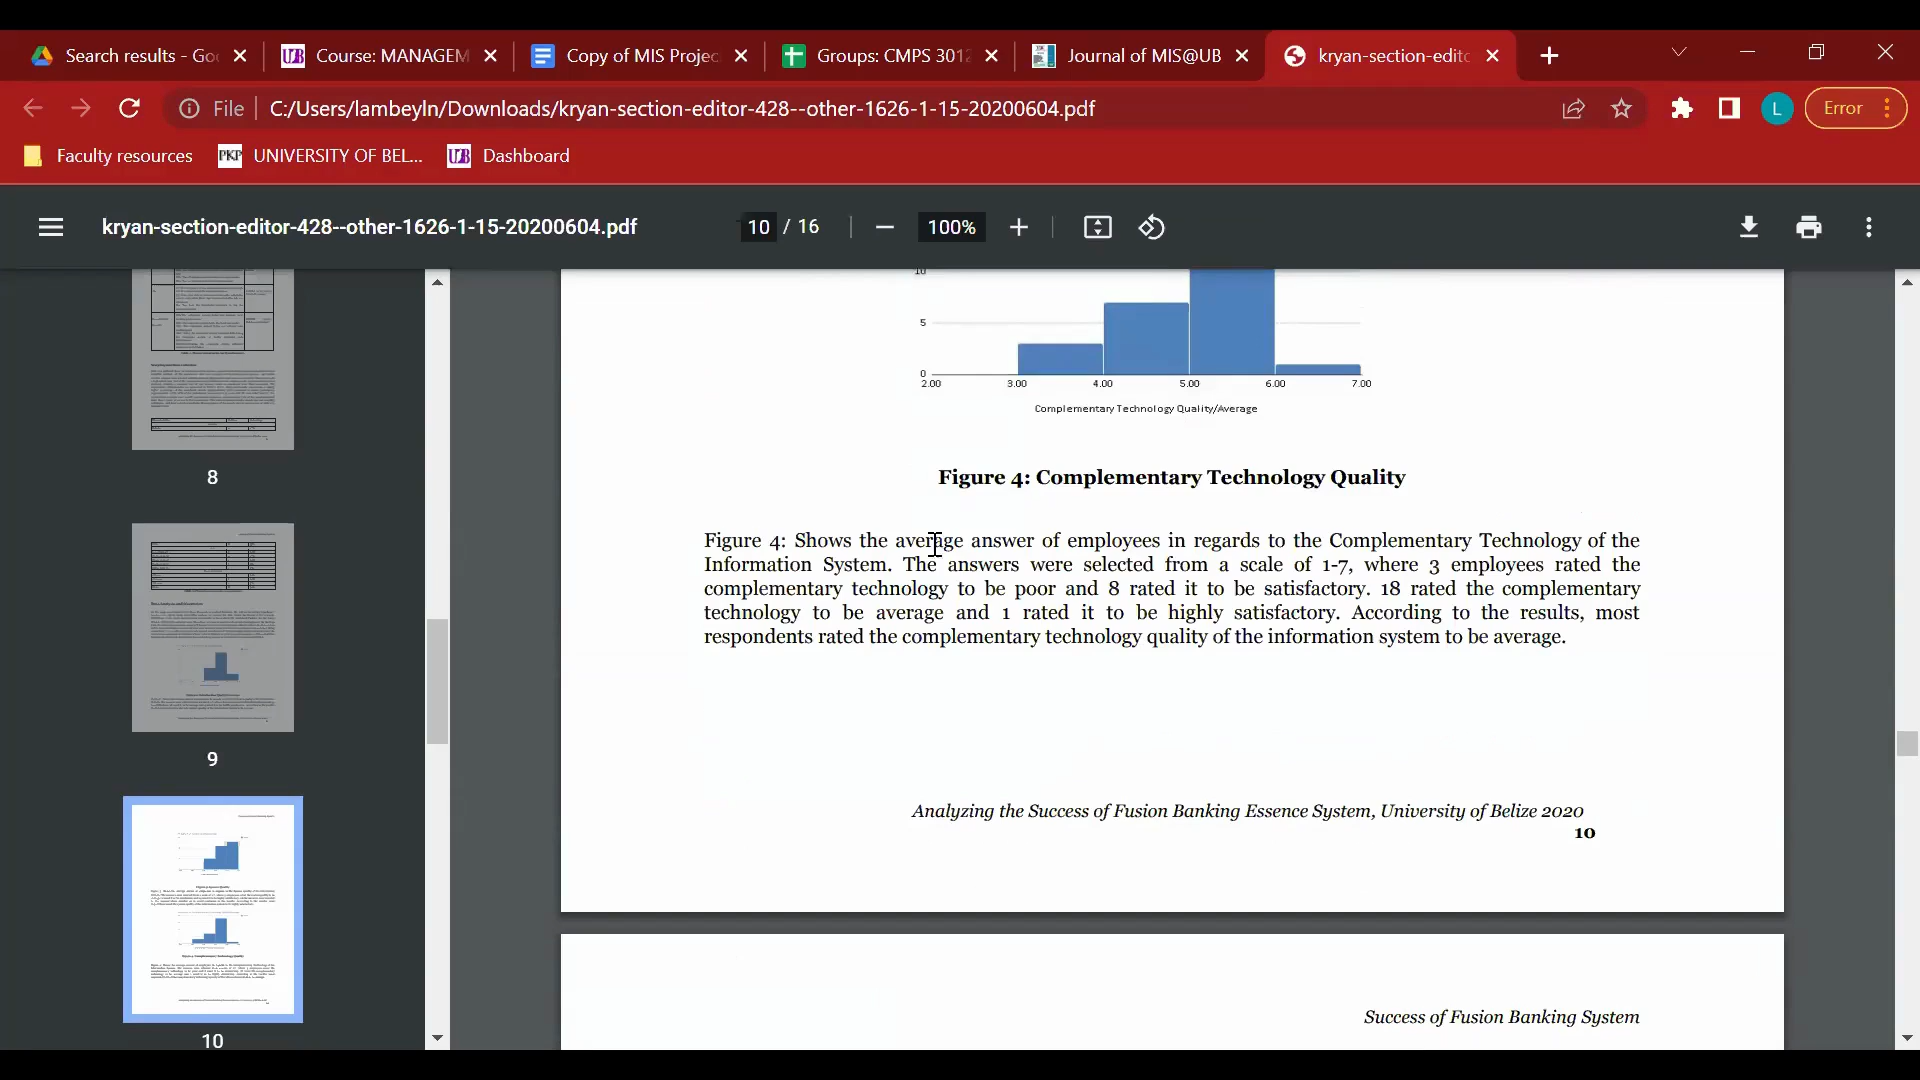 Search results - Go
Course: MANAGEM
Copy of MIS Projec
Groups: CMPS 3012
Journal of MIS@UB
kryan-section-edito
File
C:/Users/lambeyln/Downloads/kryan-section-editor-428--other-1626-1-15-20200604.pdf
L
Error
Faculty resources
PKP
UNIVERSITY OF BEL...
UB
Dashboard
kryan-section-editor-428--other-1626-1-15-20200604.pdf
10 / 16
100%
8
9
10
10
5
0
2.00 3.00 4.00 5.00 6.00 7.00
Complementary Technology Quality/Average
Figure 4: Complementary Technology Quality
Figure 4: Shows the average answer of employees in regards to the Complementary Technology of the
Information System. The answers were selected from a scale of 1-7, where 3 employees rated the
complementary technology to be poor and 8 rated it to be satisfactory. 18 rated the complementary
technology to be average and 1 rated it to be highly satisfactory. According to the results, most
respondents rated the complementary technology quality of the information system to be average.
Analyzing the Success of Fusion Banking Essence System, University of Belize 2020
10
Success of Fusion Banking System